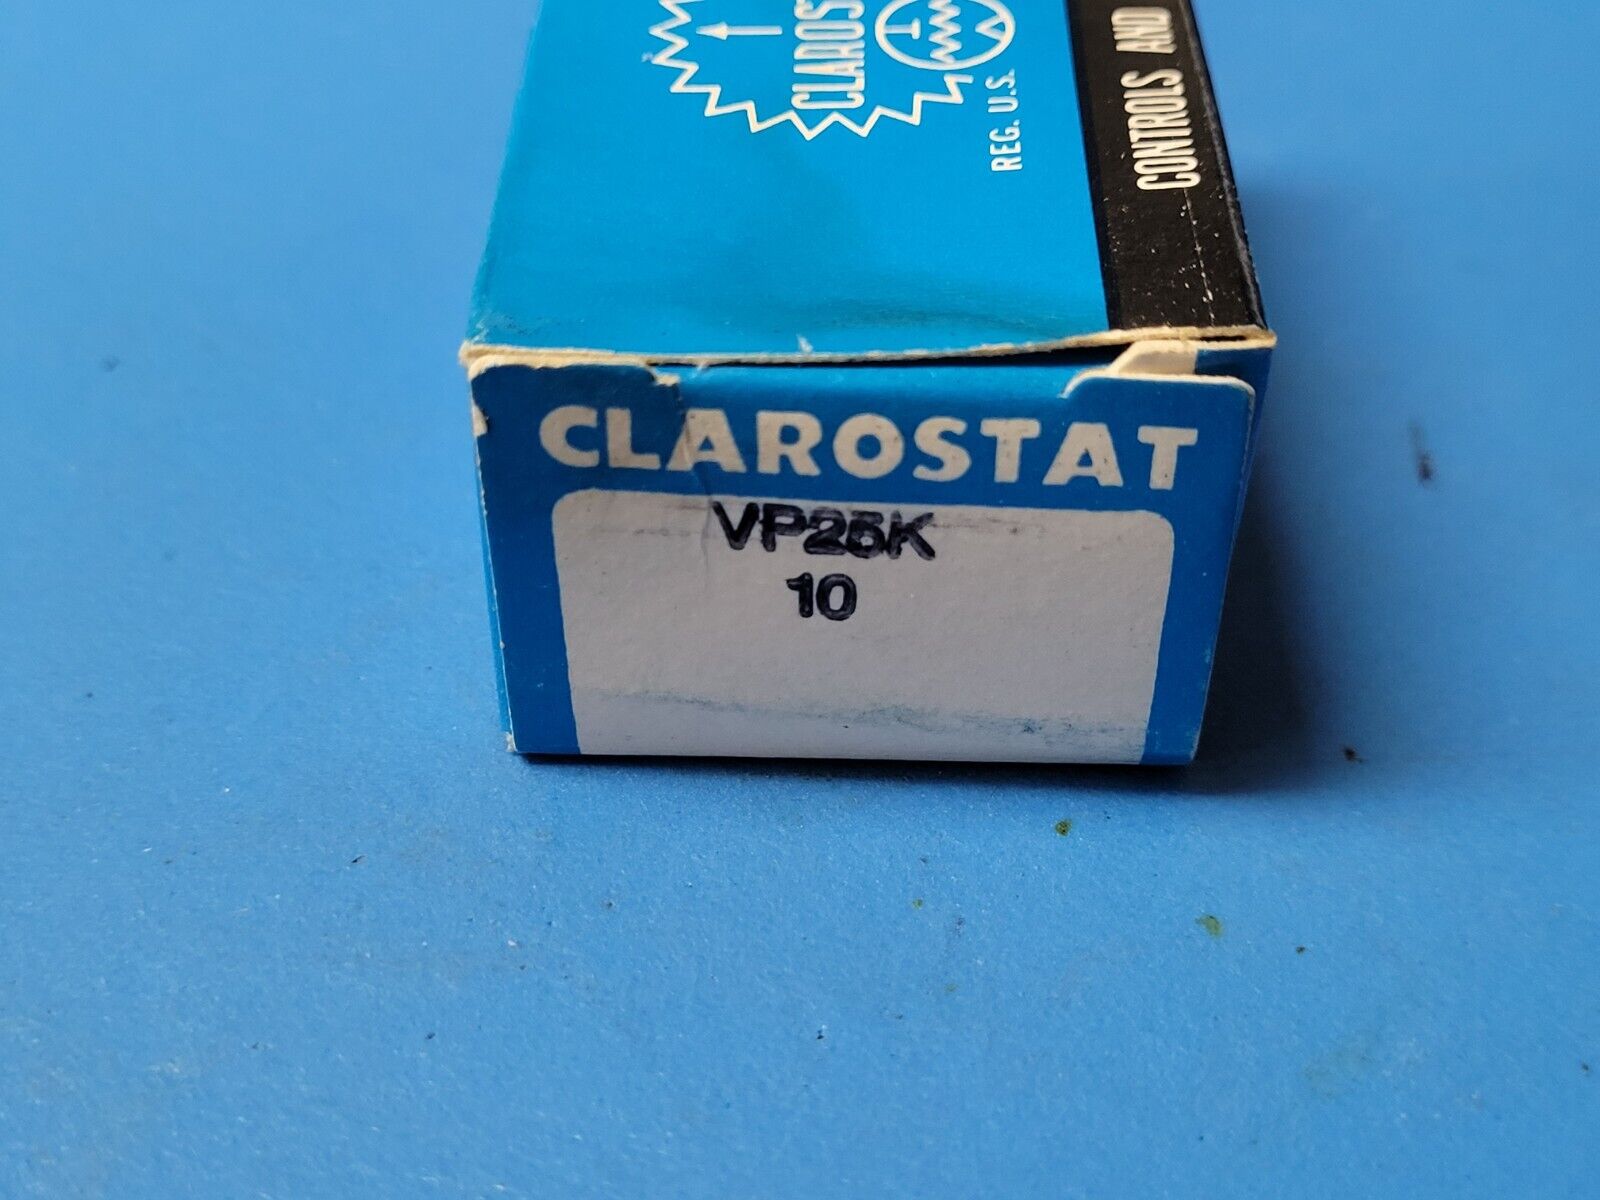 CLAROST
REG. U.S.
CONTROLS AND
CLAROSTAT
VP25K
10